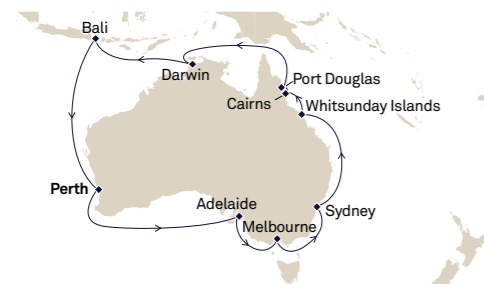 Bali
Darwin
Port Douglas
Cairns
Whitsunday Islands
Perth
Adelaide
Melbourne
Sydney